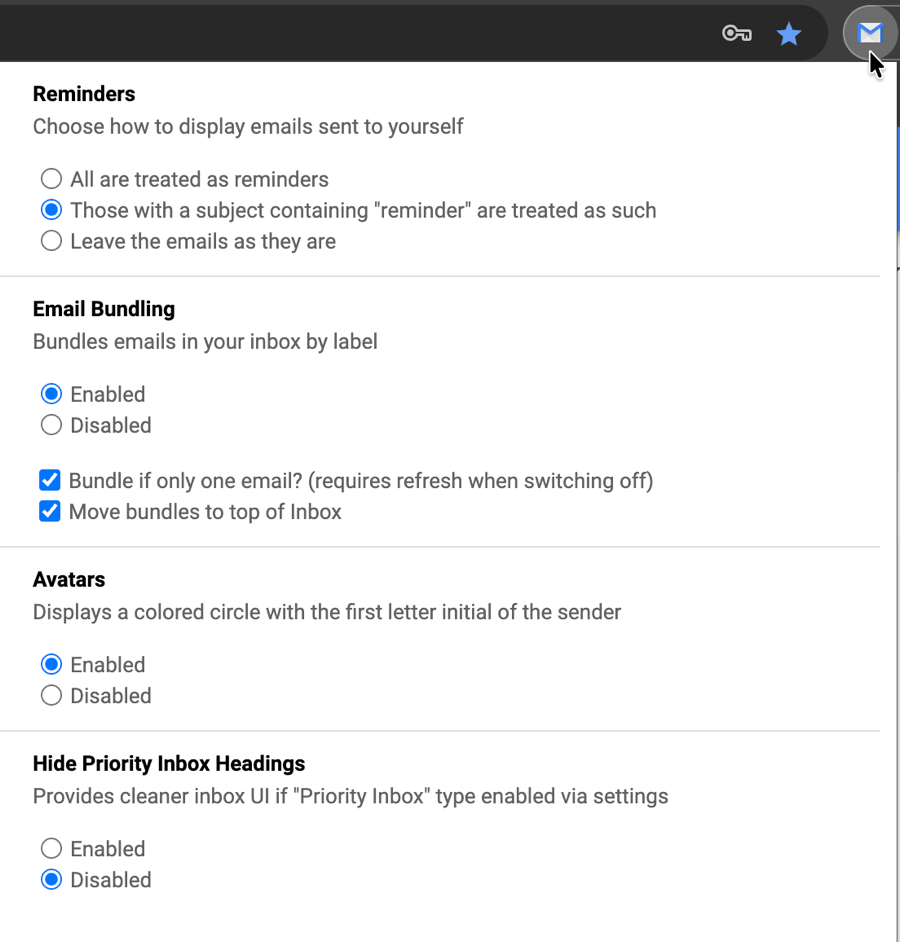 Reminders
Choose how to display emails sent to yourself
All are treated as reminders
Those with a subject containing "reminder" are treated as such
Leave the emails as they are
Email Bundling
Bundles emails in your inbox by label
Enabled
Disabled
Bundle if only one email? (requires refresh when switching off)
Move bundles to top of Inbox
Avatars
Displays a colored circle with the first letter initial of the sender
Enabled
Disabled
Hide Priority Inbox Headings
Provides cleaner inbox UI if "Priority Inbox" type enabled via settings
Enabled
Disabled